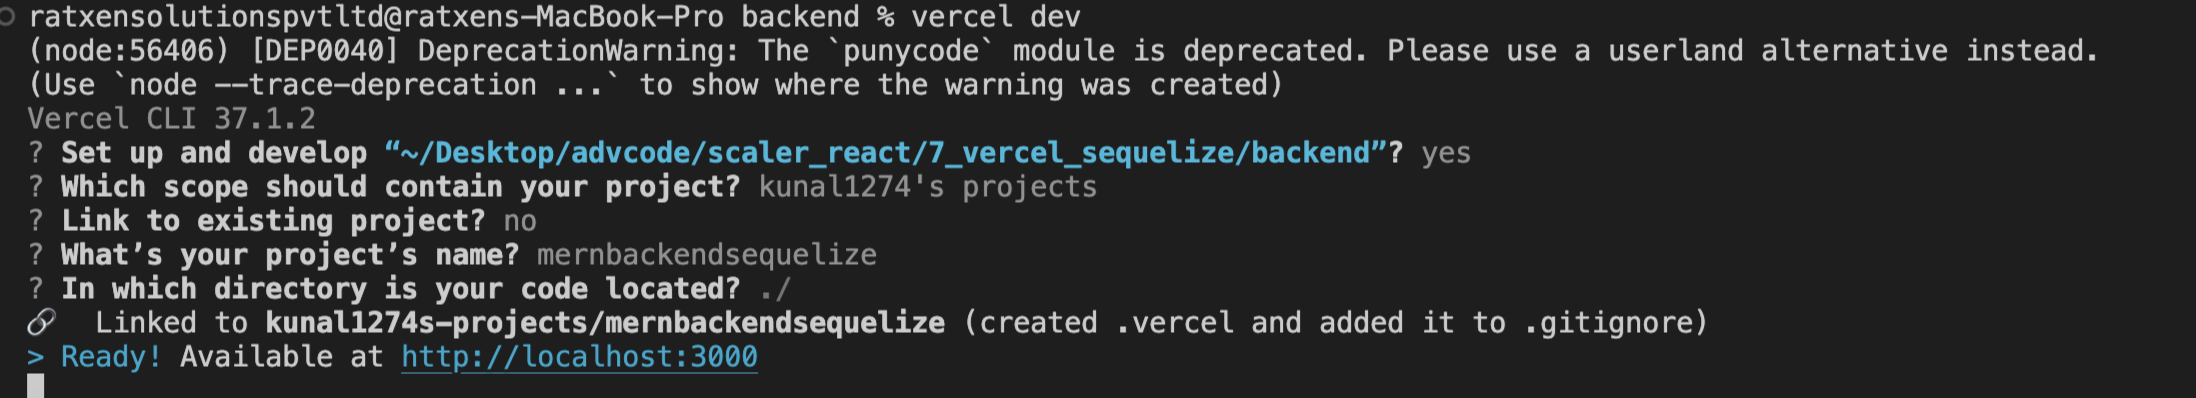 ratxensolutionspvtltd@ratxens-MacBook-Pro backend % vercel dev
(node:56406) [DEP0040] DeprecationWarning: The `punycode` module is deprecated. Please use a userland alternative instead.
(Use `node --trace-deprecation ...` to show where the warning was created)
Vercel CLI 37.1.2
? Set up and develop “~/Desktop/advcode/scaler_react/7_vercel_sequelize/backend”? yes
? Which scope should contain your project? kunal1274's projects
? Link to existing project? no
? What’s your project’s name? mernbackendsequelize
? In which directory is your code located? ./
🔗  Linked to kunal1274s-projects/mernbackendsequelize (created .vercel and added it to .gitignore)
> Ready! Available at http://localhost:3000